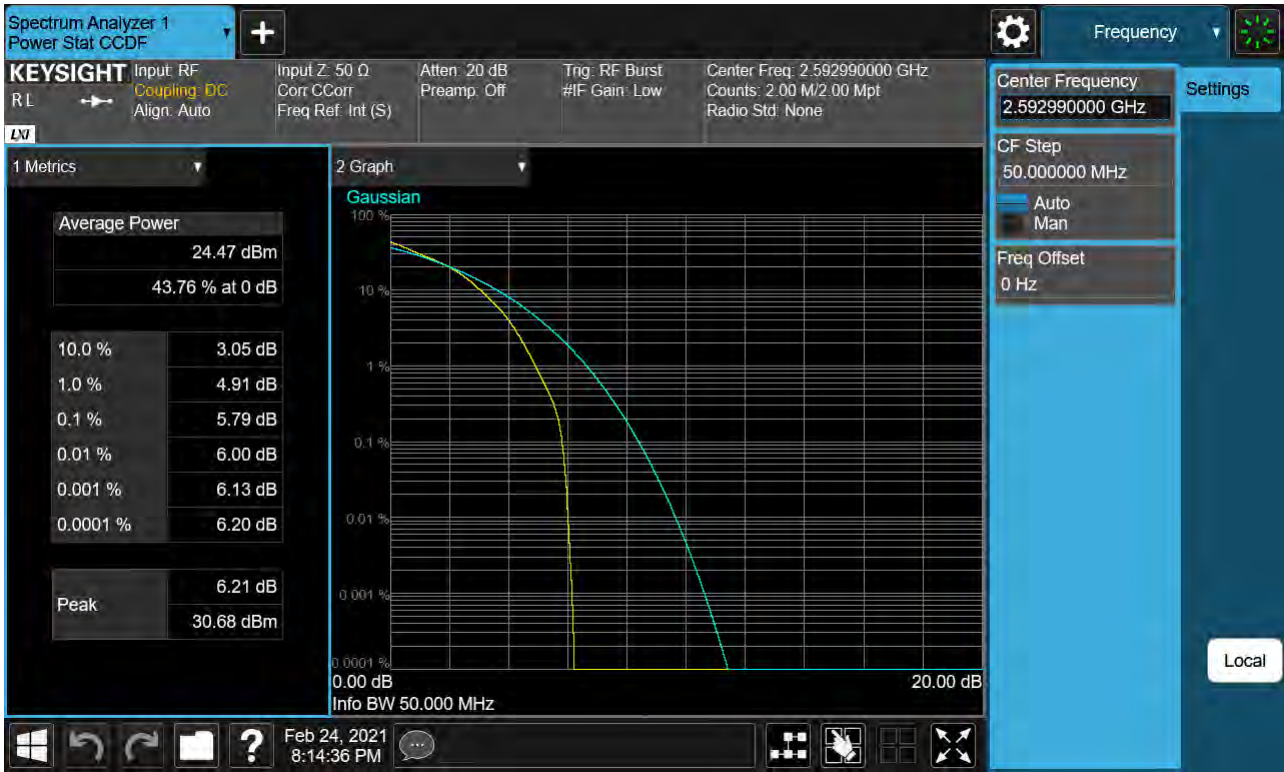 Spectrum Analyzer 1
Power Stat CCDF
+
Frequency
KEYSIGHT
RL
LXI
Input: RF
Coupling: DC
Align: Auto
Input Z: 50 Ω
Corr CCorr
Freq Ref: Int (S)
Atten: 20 dB
Preamp: Off
Trig: RF Burst
#IF Gain: Low
Center Freq: 2.592990000 GHz
Counts: 2.00 M/2.00 Mpt
Radio Std: None
Center Frequency
2.592990000 GHz
Settings
CF Step
50.000000 MHz
Auto
Man
Freq Offset
0 Hz
1 Metrics
Average Power
24.47 dBm
43.76 % at 0 dB
10.0 % 3.05 dB
1.0 % 4.91 dB
0.1 % 5.79 dB
0.01 % 6.00 dB
0.001 % 6.13 dB
0.0001 % 6.20 dB
Peak
6.21 dB
30.68 dBm
2 Graph
Gaussian
100 %
10 %
1 %
0.1 %
0.01 %
0.001 %
0.0001 %
0.00 dB 20.00 dB
Info BW 50.000 MHz
Local
?
Feb 24, 2021
8:14:36 PM